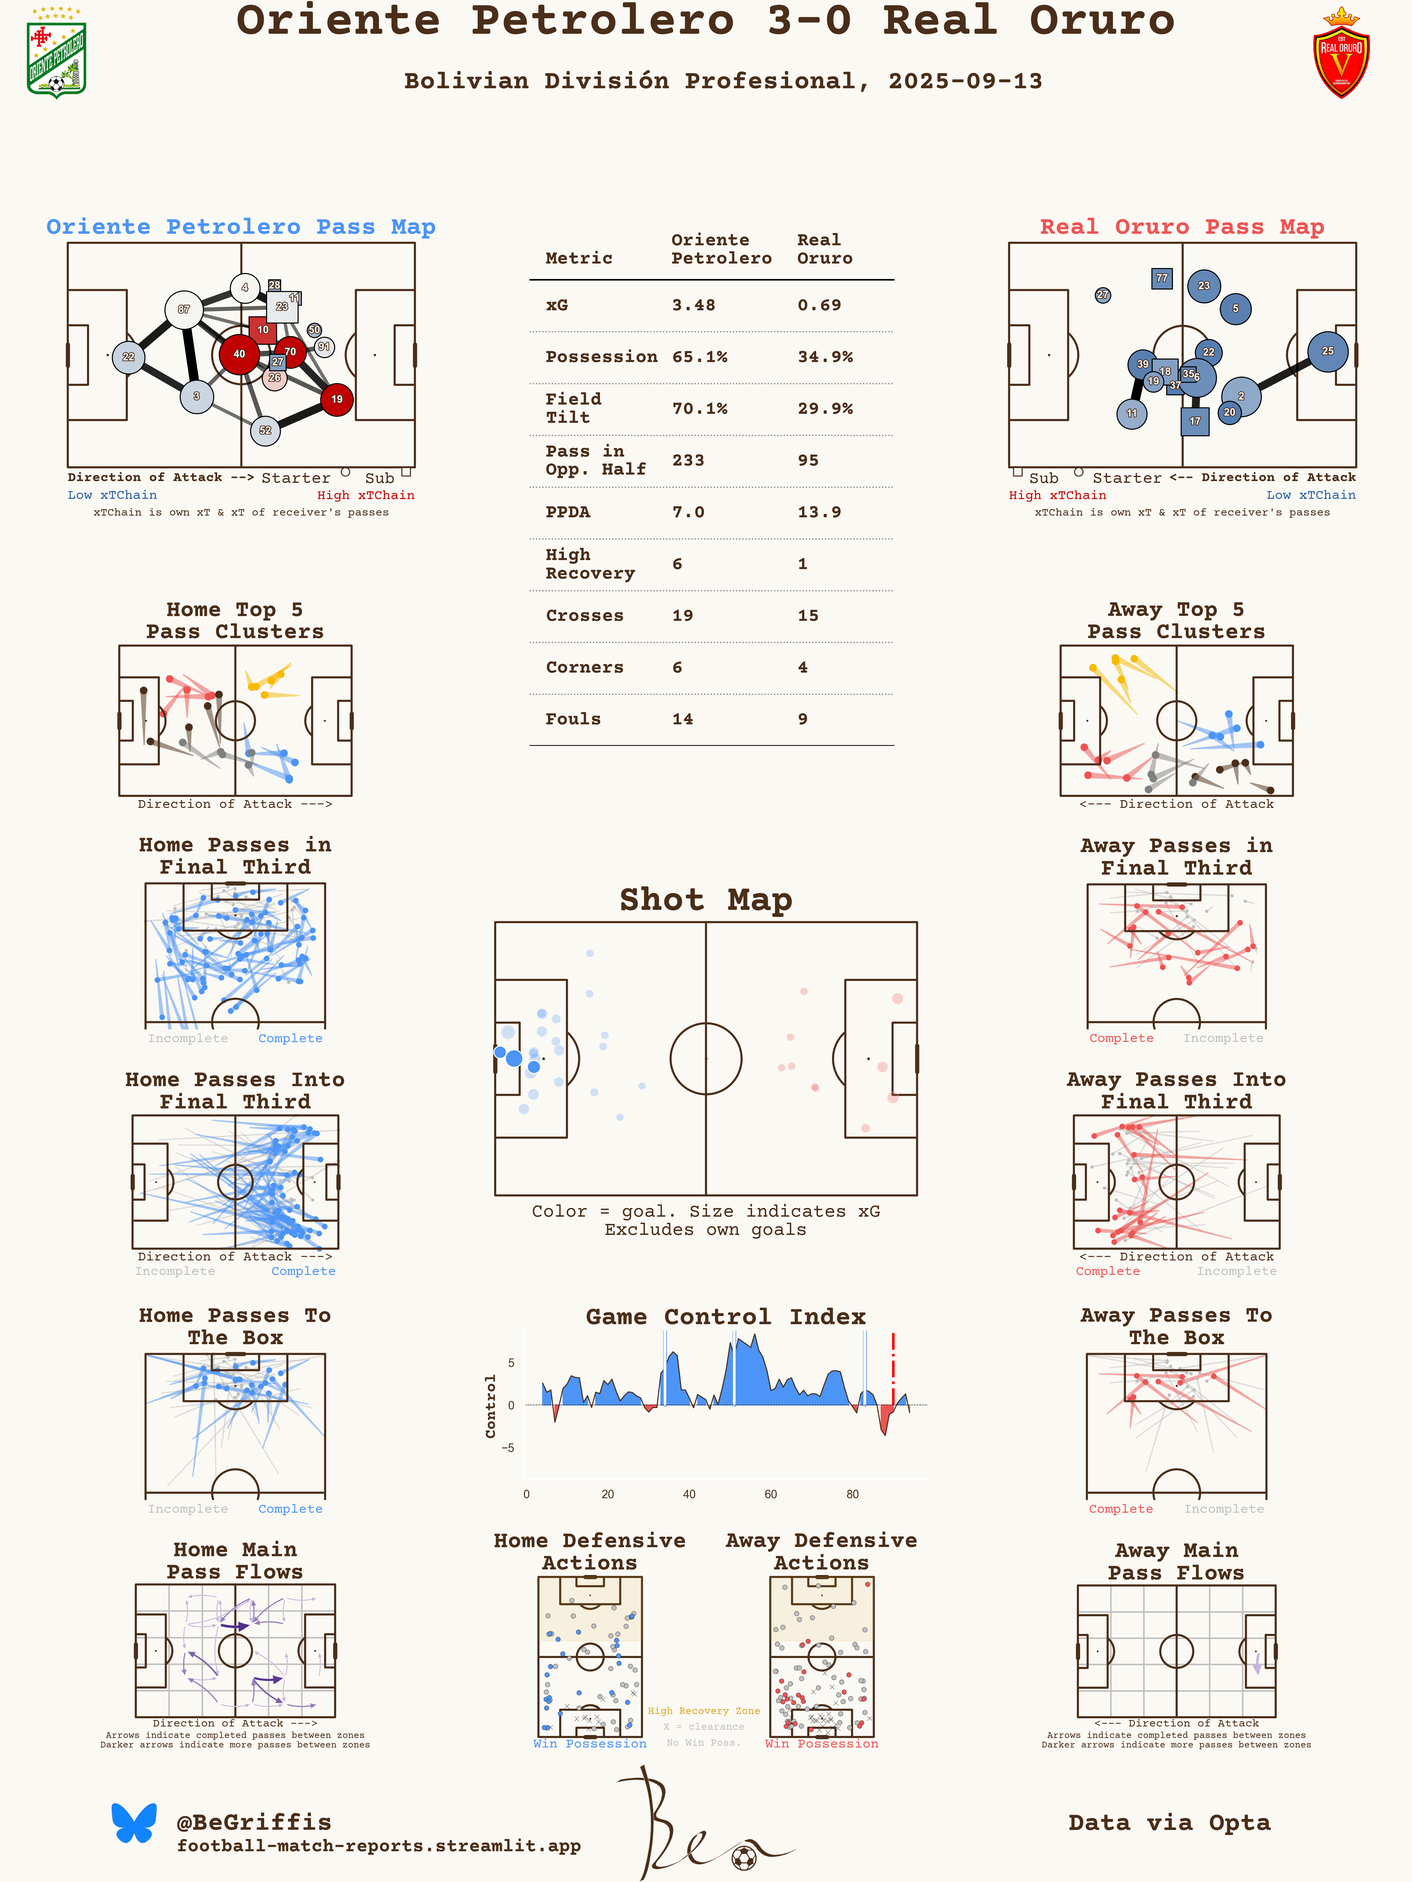 Oriente Petrolero 3-0 Real Oruro
Bolivian División Profesional, 2025-09-13
ORIENTE PETROLERO
REAL ORURO
V
Oriente Petrolero Pass Map
4
28
11
23
87
10
50
91
40
70
22
27
26
3
19
52
Direction of Attack --> Starter Sub
Low xTChain High xTChain
xTChain is own xT & xT of receiver's passes
Metric Oriente Petrolero Real Oruro
xG 3.48 0.69
Possession 65.1% 34.9%
Field Tilt 70.1% 29.9%
Pass in Opp. Half 233 95
PPDA 7.0 13.9
High Recovery 6 1
Crosses 19 15
Corners 6 4
Fouls 14 9
Real Oruro Pass Map
77
23
27
5
22
25
39
18
35
6
19
37
2
11
20
17
Sub Starter <-- Direction of Attack
High xTChain Low xTChain
xTChain is own xT & xT of receiver's passes
Home Top 5
Pass Clusters
Direction of Attack --->
Away Top 5
Pass Clusters
<--- Direction of Attack
Home Passes in
Final Third
Incomplete Complete
Away Passes in
Final Third
Complete Incomplete
Shot Map
Color = goal. Size indicates xG
Excludes own goals
Home Passes Into
Final Third
Direction of Attack --->
Incomplete Complete
Away Passes Into
Final Third
<--- Direction of Attack
Complete Incomplete
Home Passes To
The Box
Incomplete Complete
Game Control Index
Control
5
0
−5
0 20 40 60 80
Away Passes To
The Box
Complete Incomplete
Home Main
Pass Flows
Direction of Attack --->
Arrows indicate completed passes between zones
Darker arrows indicate more passes between zones
Home Defensive
Actions
Win Possession
High Recovery Zone
X = clearance
No Win Poss.
Away Defensive
Actions
Win Possession
Away Main
Pass Flows
<--- Direction of Attack
Arrows indicate completed passes between zones
Darker arrows indicate more passes between zones
@BeGriffis
football-match-reports.streamlit.app
Ben
Data via Opta